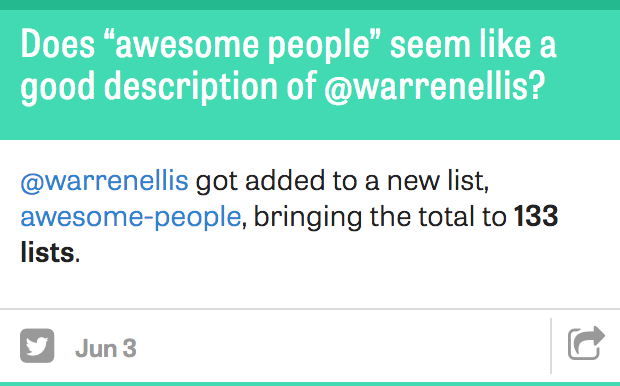 Does “awesome people” seem like a
good description of @warrenellis?
@warrenellis got added to a new list,
awesome-people, bringing the total to 133
lists.
Jun 3